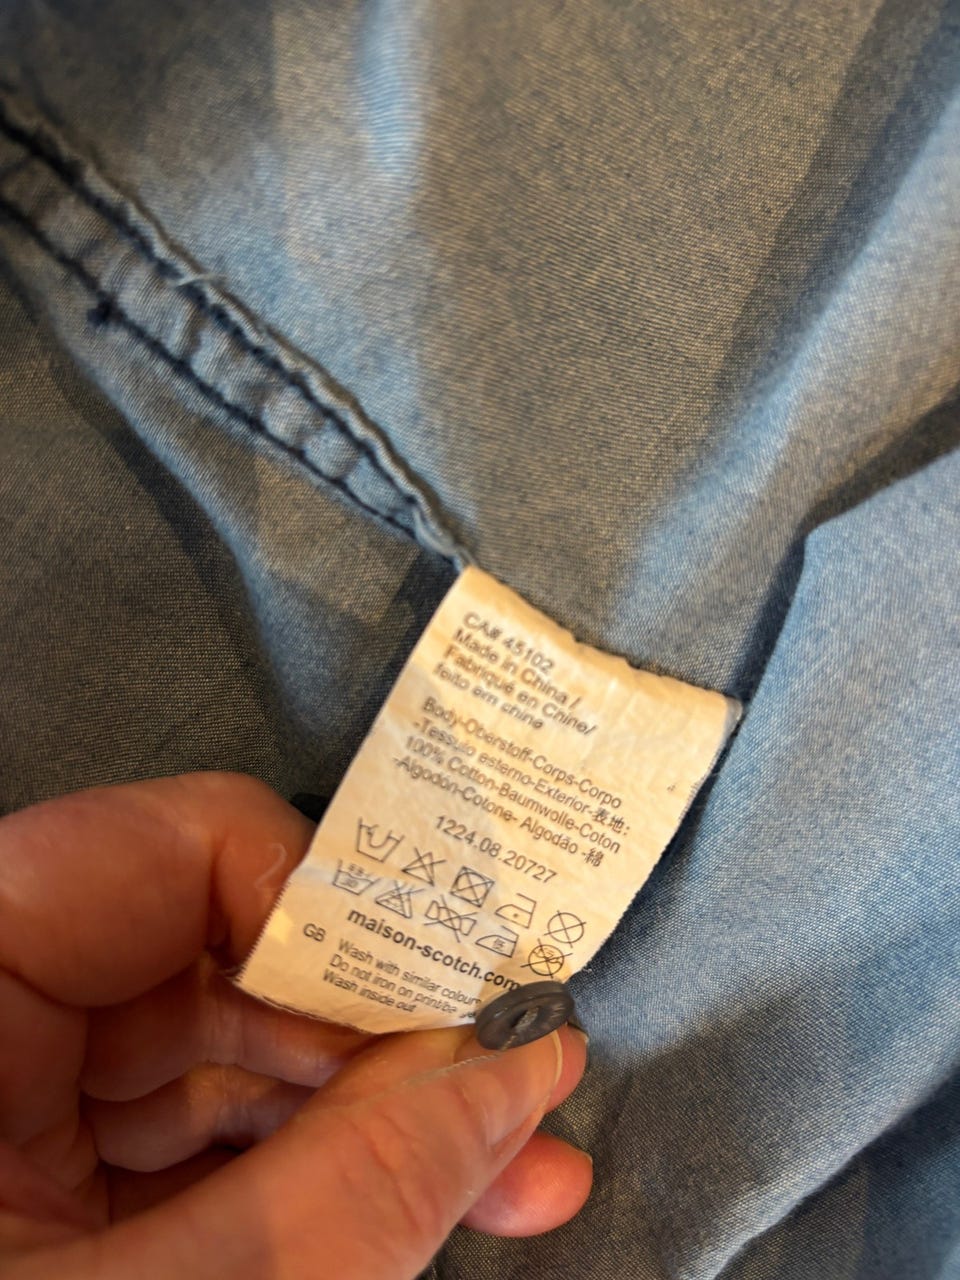 CA# 45102
Made in China /
Fabriqué en Chine/
feito em china
Body-Oberstoff-Corps-Corpo
-Tessuto esterno-Exterior-表地:
100% Cotton-Baumwolle-Coton
-Algodón-Cotone- Algodão -綿
1224.08.20727
maison-scotch.com
GB Wash with similar colours
Do not iron on print/
Wash inside out